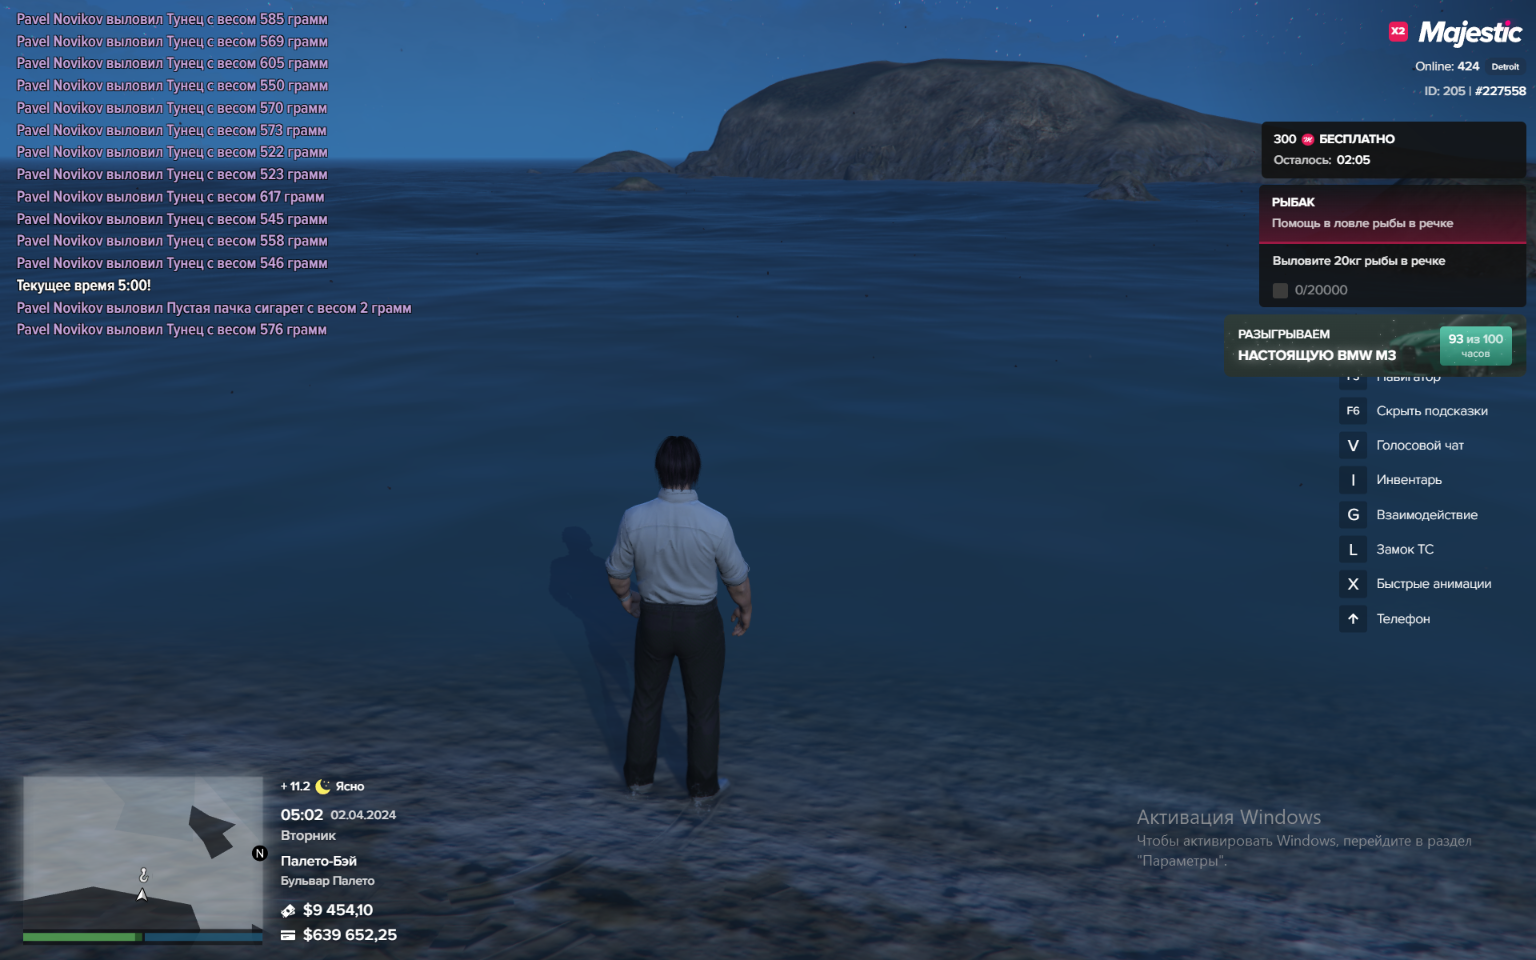 Pavel Novikov выловил Тунец с весом 585 грамм
Pavel Novikov выловил Тунец с весом 569 грамм
Pavel Novikov выловил Тунец с весом 605 грамм
Pavel Novikov выловил Тунец с весом 550 грамм
Pavel Novikov выловил Тунец с весом 570 грамм
Pavel Novikov выловил Тунец с весом 573 грамм
Pavel Novikov выловил Тунец с весом 522 грамм
Pavel Novikov выловил Тунец с весом 523 грамм
Pavel Novikov выловил Тунец с весом 617 грамм
Pavel Novikov выловил Тунец с весом 545 грамм
Pavel Novikov выловил Тунец с весом 558 грамм
Pavel Novikov выловил Тунец с весом 546 грамм
Текущее время 5:00!
Pavel Novikov выловил Пустая пачка сигарет с весом 2 грамм
Pavel Novikov выловил Тунец с весом 576 грамм
X2 Majestic
Online: 424 Detroit
ID: 205 | #227558
300 БЕСПЛАТНО
Осталось: 02:05
РЫБАК
Помощь в ловле рыбы в речке
Выловите 20кг рыбы в речке
0/20000
РАЗЫГРЫВАЕМ
НАСТОЯЩУЮ BMW M3
93 из 100
часов
Навигатор
F6 Скрыть подсказки
V Голосовой чат
I Инвентарь
G Взаимодействие
L Замок ТС
X Быстрые анимации
Телефон
+ 11.2 Ясно
05:02 02.04.2024
Вторник
N
Палето-Бэй
Бульвар Палето
$9 454,10
$639 652,25
Активация Windows
Чтобы активировать Windows, перейдите в раздел
"Параметры".